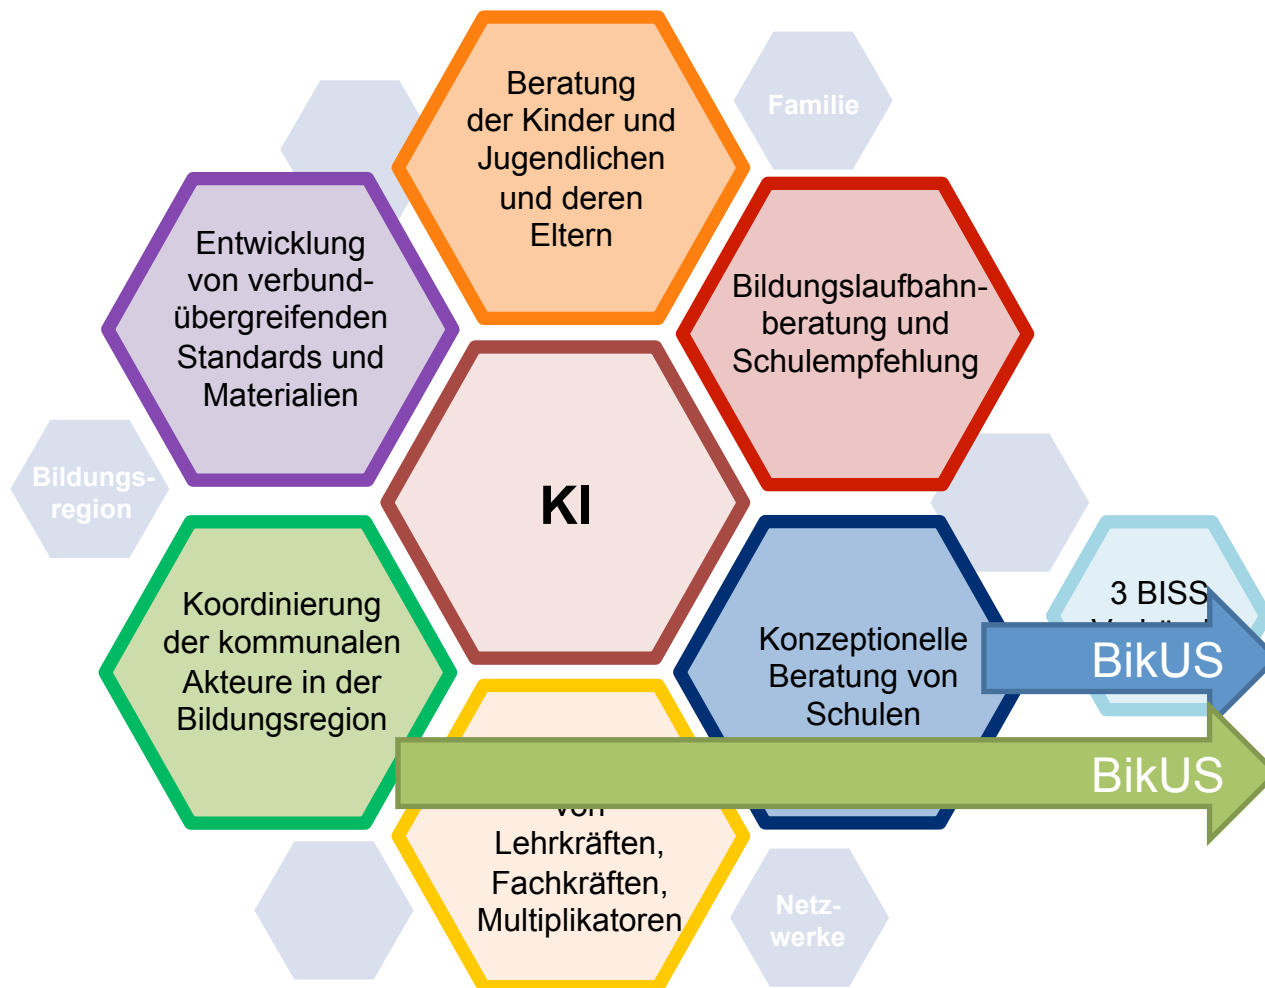 Beratung
der Kinder und
Jugendlichen
und deren
Eltern
Familie
Entwicklung
von verbund-
übergreifenden
Standards und
Materialien
Bildungslaufbahn-
beratung und
Schulempfehlung
Bildungs-
region
KI
Koordinierung
der kommunalen
Akteure in der
Bildungsregion
Konzeptionelle
Beratung von
Schulen
3 BISS
BikUS
BikUS
von
Lehrkräften,
Fachkräften,
Multiplikatoren
Netz-
werke